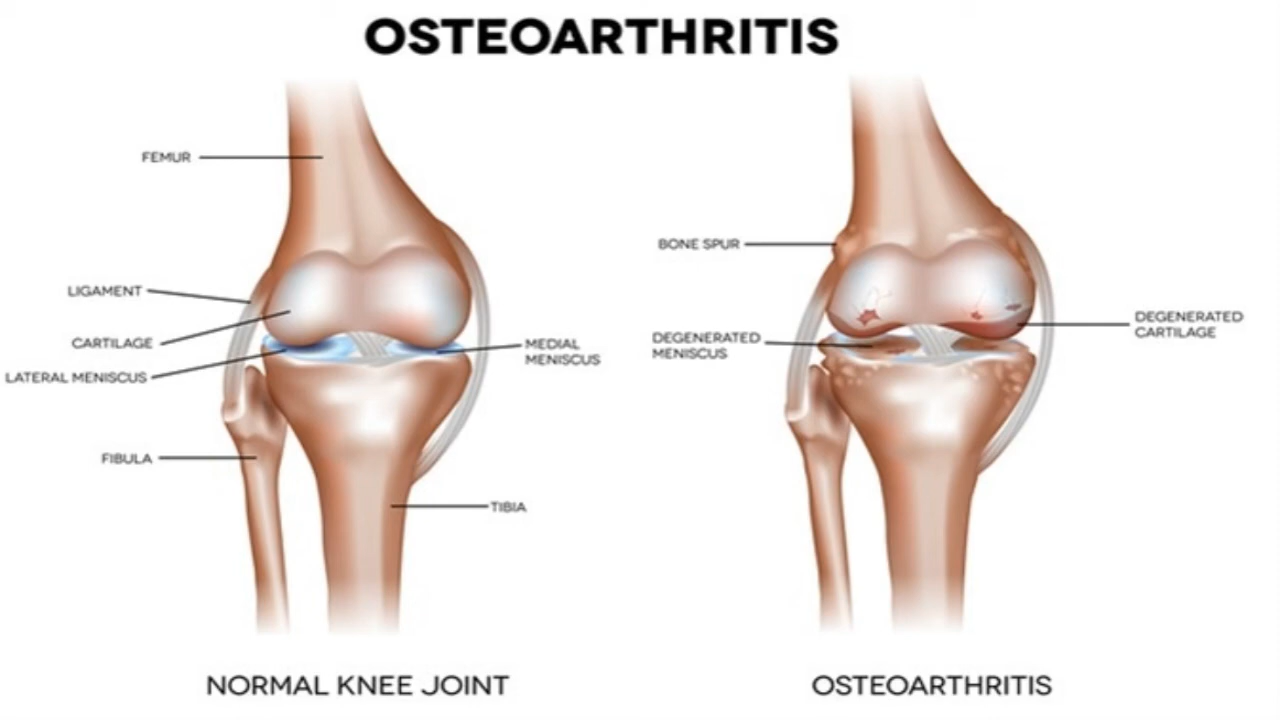 OSTEOARTHRITIS
FEMUR
LIGAMENT
CARTILAGE
LATERAL MENISCUS
MEDIAL
MENISCUS
FIBULA
TIBIA
NORMAL KNEE JOINT
BONE SPUR
DEGENERATED
MENISCUS
DEGENERATED
CARTILAGE
OSTEOARTHRITIS